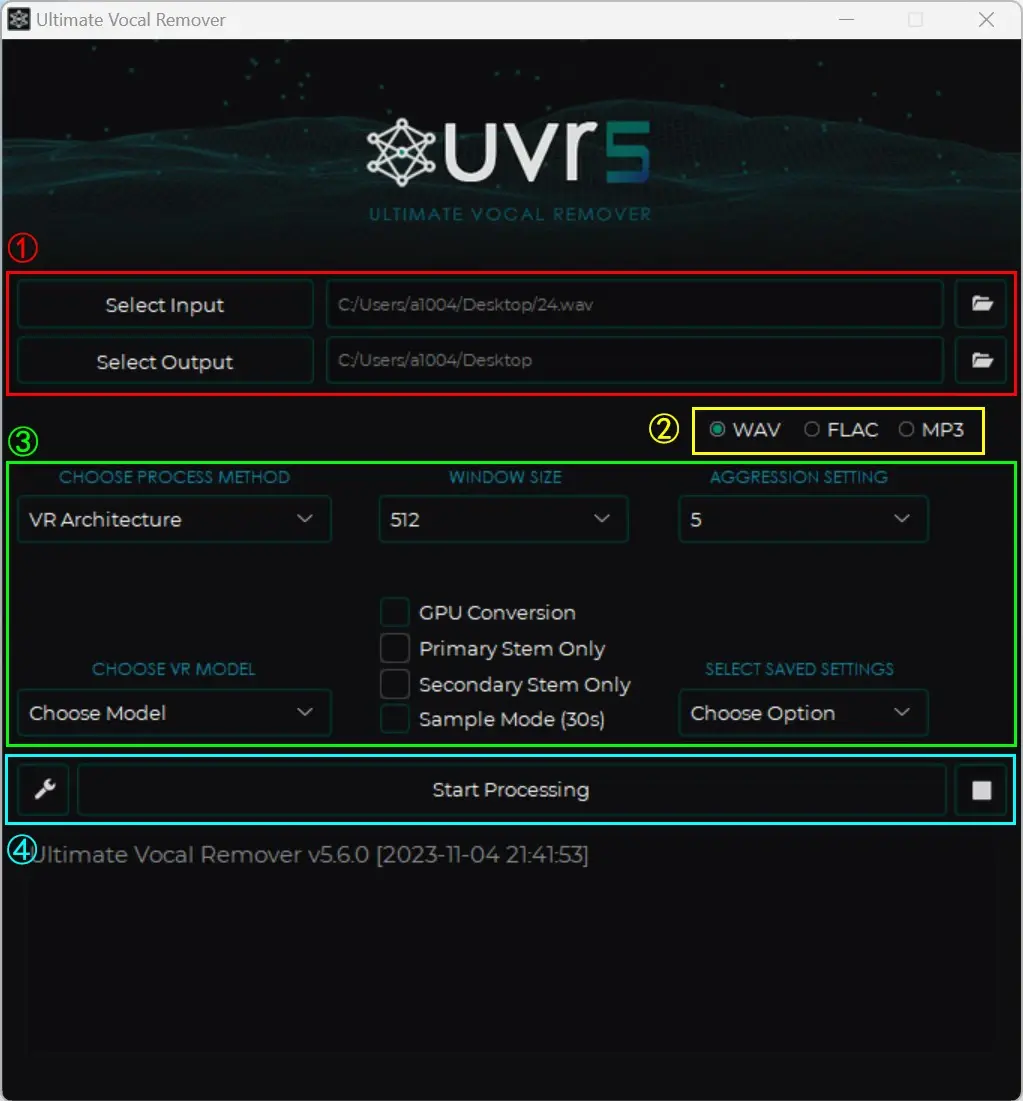 Ultimate Vocal Remover
uvr5
ULTIMATE VOCAL REMOVER
①
Select Input C:/Users/a1004/Desktop/24.wav
Select Output C:/Users/a1004/Desktop
② WAV FLAC MP3
③
CHOOSE PROCESS METHOD WINDOW SIZE AGGRESSION SETTING
VR Architecture 512 5
GPU Conversion
Primary Stem Only
CHOOSE VR MODEL Secondary Stem Only SELECT SAVED SETTINGS
Choose Model Sample Mode (30s) Choose Option
Start Processing
④
Ultimate Vocal Remover v5.6.0 [2023-11-04 21:41:53]